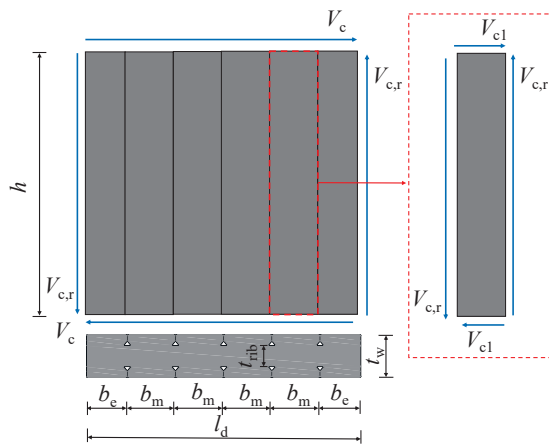 V_c
V_c1
V_c,r
V_c,r
h
V_c,r
V_c,r
V_c
V_c1
t_rib
t_w
b_e b_m b_m b_m b_m b_e
l_d